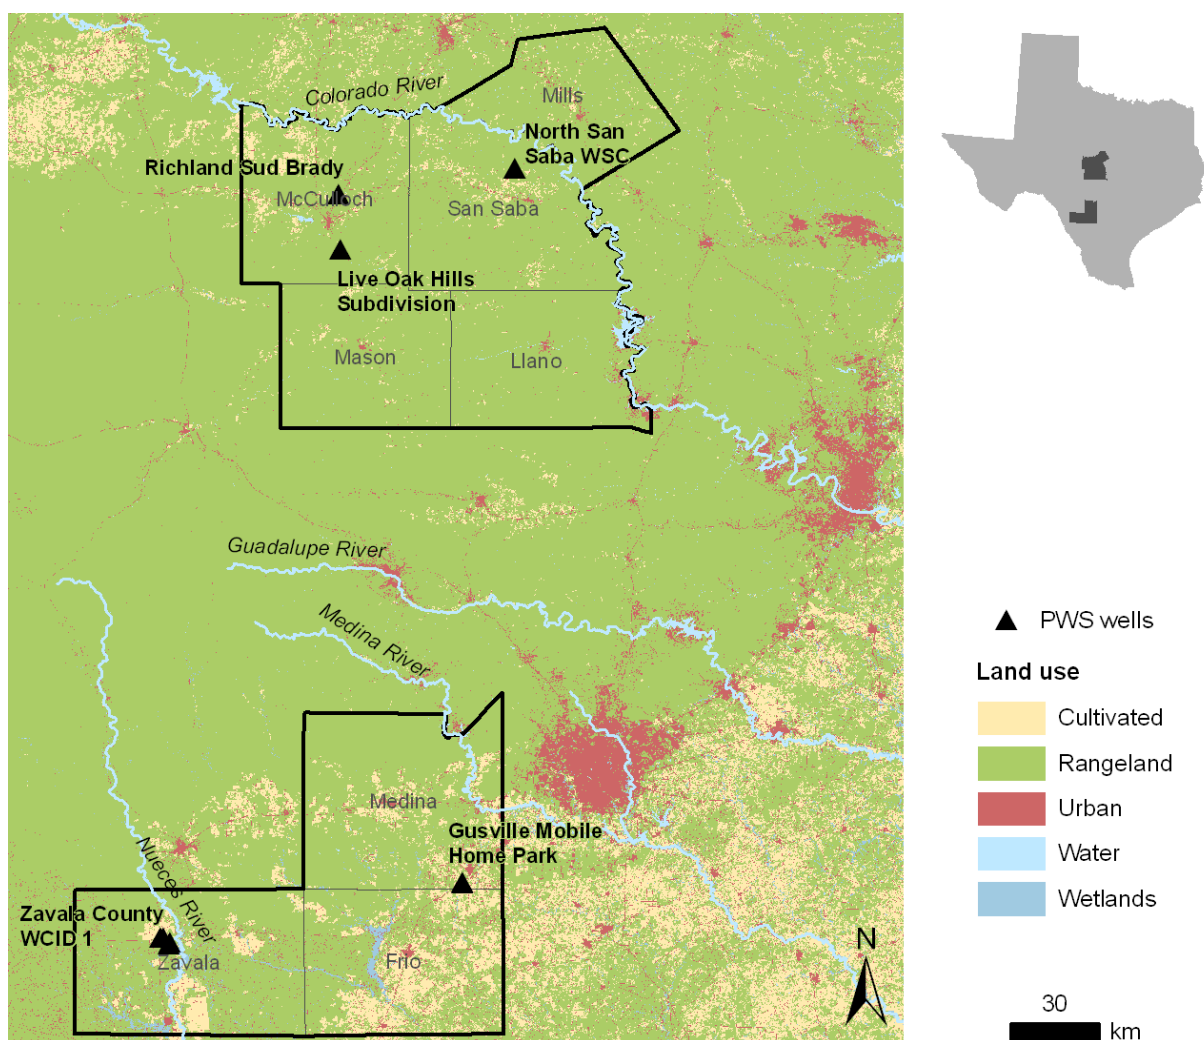 Colorado River
Mills
North San
Saba WSC
Richland Sud Brady
McCulloch
San Saba
Live Oak Hills
Subdivision
Mason
Llano
Guadalupe River
Medina River
Medina
Gusville Mobile
Home Park
Nueces River
Zavala County
WCID 1
Zavala
Frio
N
PWS wells
Land use
Cultivated
Rangeland
Urban
Water
Wetlands
30
km